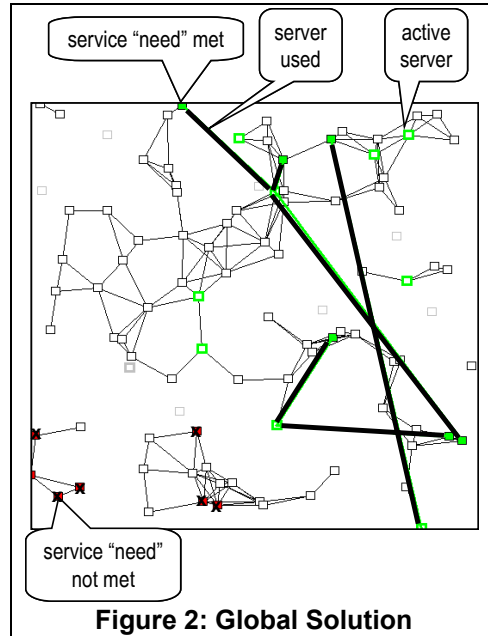 service “need” met
server
used
active
server
service “need”
not met
Figure 2: Global Solution